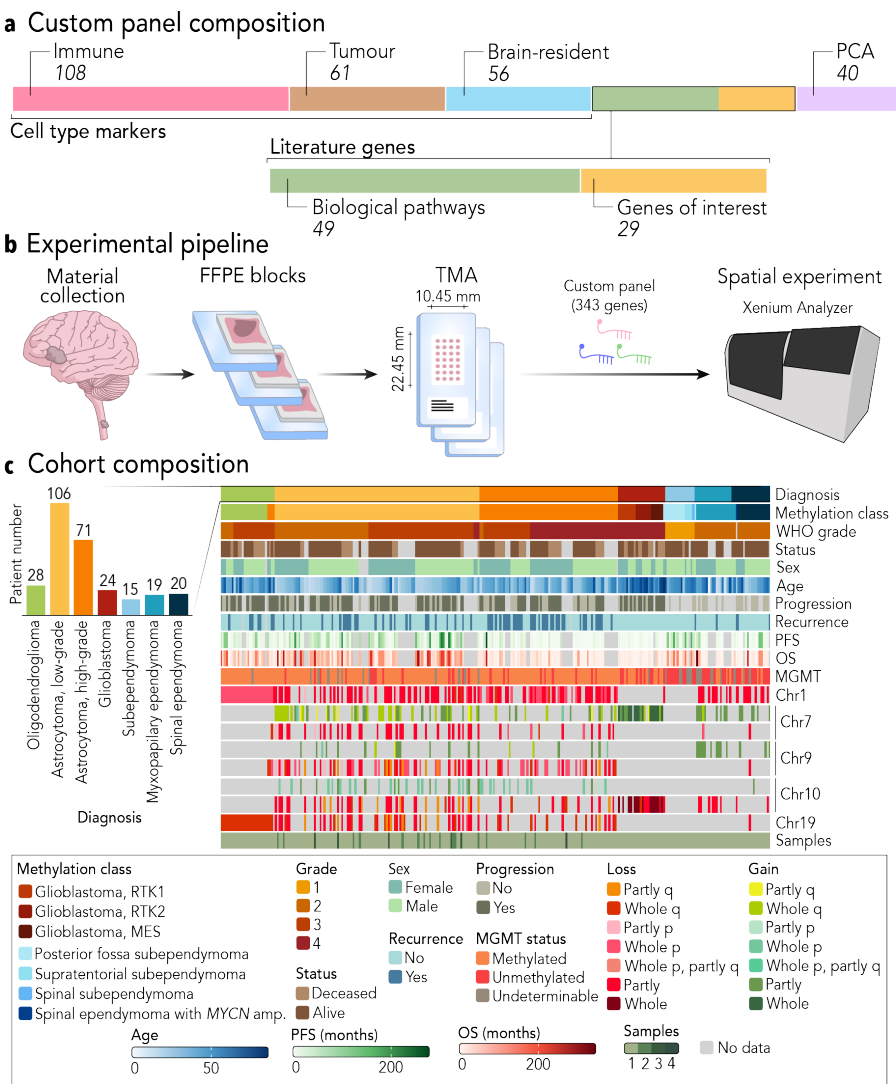 a Custom panel composition
Immune
108
Tumour
61
Brain-resident
56
PCA
40
Cell type markers
Literature genes
Biological pathways
49
Genes of interest
29
b Experimental pipeline
Material
collection
FFPE blocks
TMA
10.45 mm
22.45 mm
Custom panel
(343 genes)
Spatial experiment
Xenium Analyzer
c Cohort composition
Patient number
28
106
71
24
15
19
20
Oligodendroglioma
Astrocytoma, low-grade
Astrocytoma, high-grade
Glioblastoma
Subependymoma
Myxopapilary ependymoma
Spinal ependymoma
Diagnosis
Diagnosis
Methylation class
WHO grade
Status
Sex
Age
Progression
Recurrence
PFS
OS
MGMT
Chr1
Chr7
Chr9
Chr10
Chr19
Samples
Methylation class
Glioblastoma, RTK1
Glioblastoma, RTK2
Glioblastoma, MES
Posterior fossa subependymoma
Supratentorial subependymoma
Spinal subependymoma
Spinal ependymoma with MYCN amp.
Grade
1
2
3
4
Status
Deceased
Alive
Sex
Female
Male
Recurrence
No
Yes
Progression
No
Yes
MGMT status
Methylated
Unmethylated
Undeterminable
Loss
Partly q
Whole q
Partly p
Whole p
Whole p, partly q
Partly
Whole
Gain
Partly q
Whole q
Partly p
Whole p
Whole p, partly q
Partly
Whole
Age
0 50
PFS (months)
0 200
OS (months)
0 200
Samples
1 2 3 4
No data